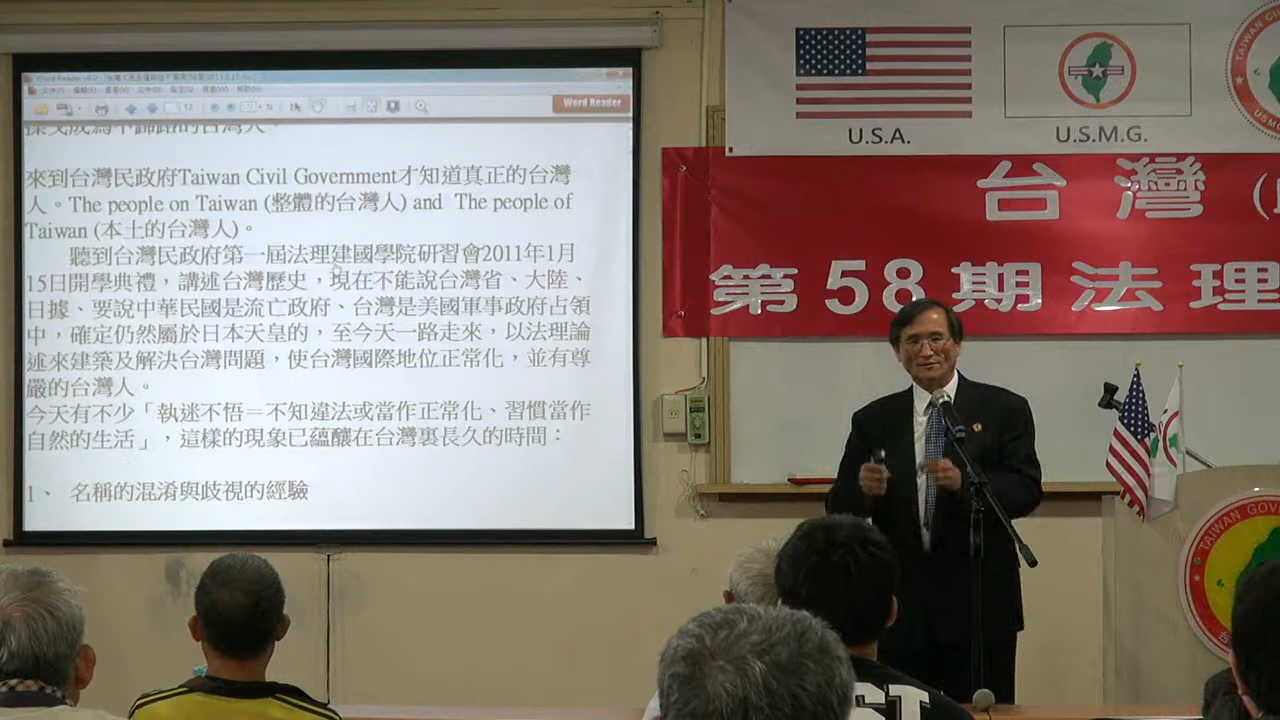 Word Reader
來到台灣民政府Taiwan Civil Government才知道真正的台灣
人。The people on Taiwan (整體的台灣人) and The people of
Taiwan (本土的台灣人)。
聽到台灣民政府第一屆法理建國學院研習會2011年1月
15日開學典禮，講述台灣歷史，現在不能說台灣省、大陸、
日據、要說中華民國是流亡政府、台灣是美國軍事政府占領
中，確定仍然屬於日本天皇的，至今天一路走來，以法理論
述來建築及解決台灣問題，使台灣國際地位正常化，並有尊
嚴的台灣人。
今天有不少「執迷不悟＝不知違法或當作正常化、習慣當作
自然的生活」，這樣的現象已蘊釀在台灣裏長久的時間：
1、 名稱的混淆與歧視的經驗
U.S.A.
U.S.M.G.
台灣
第58期法理
TAIWAN GOV